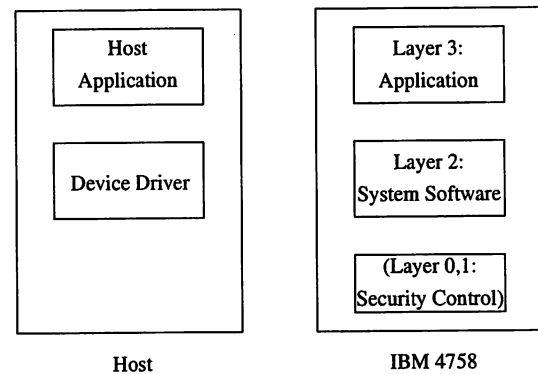 Host
Application
Device Driver
Host
Layer 3:
Application
Layer 2:
System Software
(Layer 0,1:
Security Control)
IBM 4758